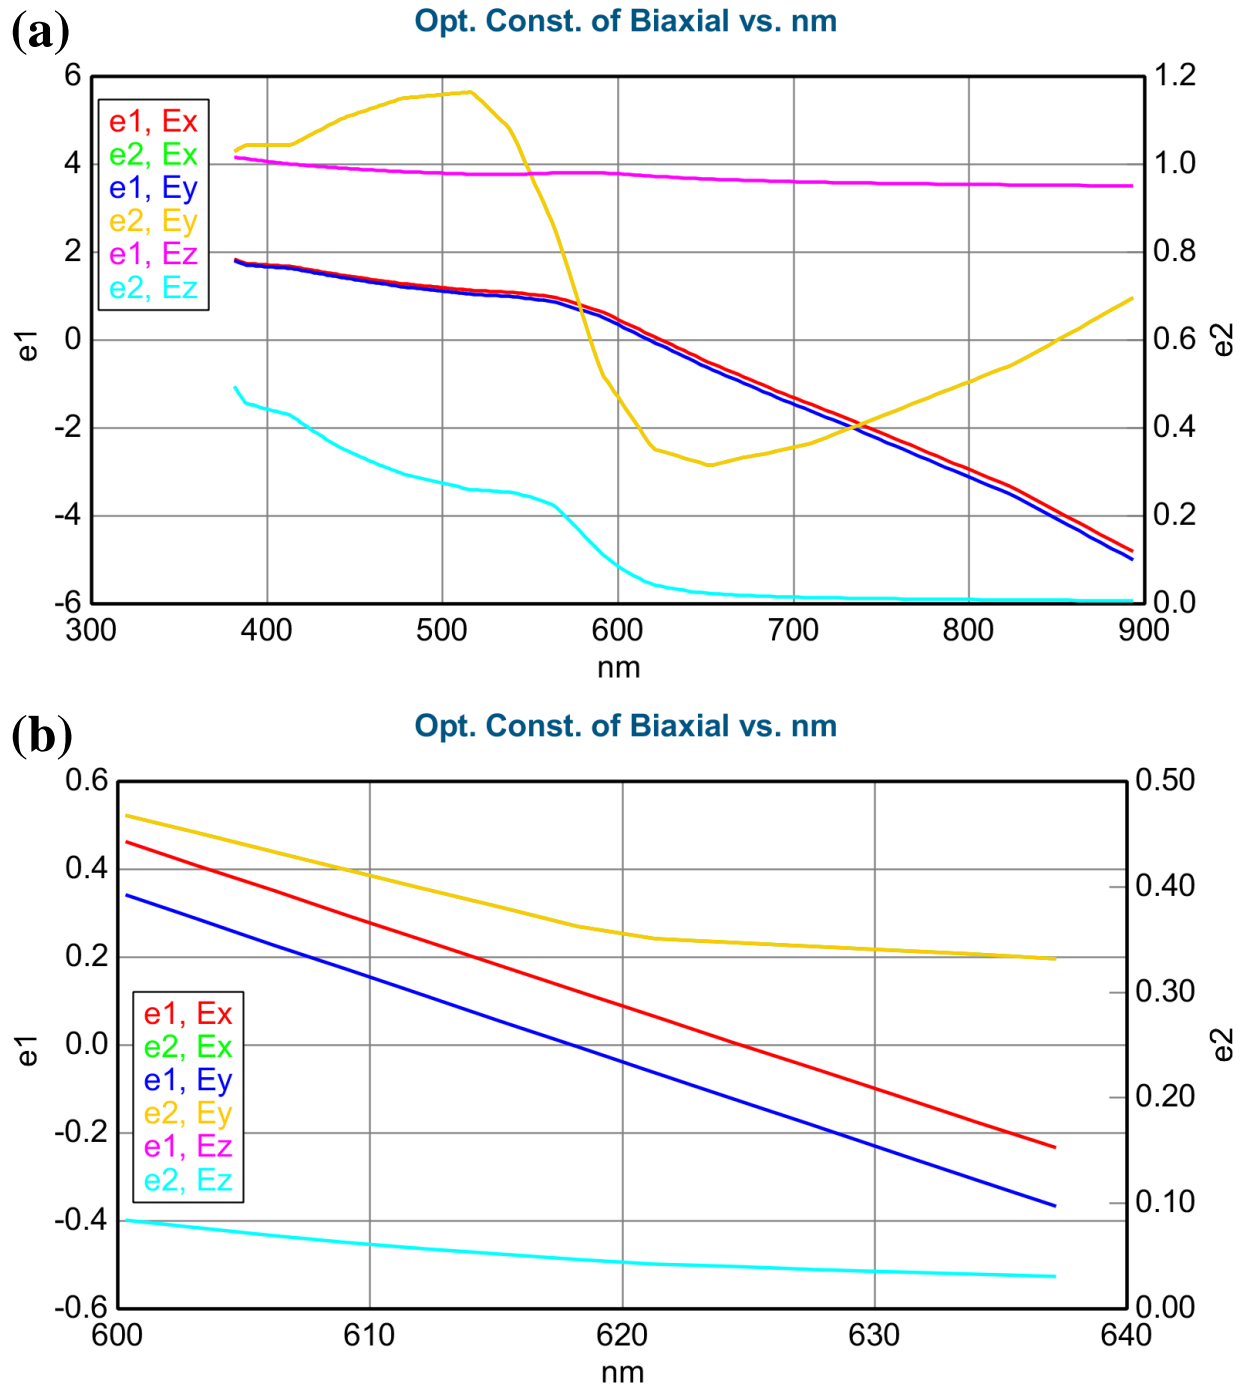 (a)
Opt. Const. of Biaxial vs. nm
6
4
2
0
-2
-4
-6
e1
e1, Ex
e2, Ex
e1, Ey
e2, Ey
e1, Ez
e2, Ez
1.2
1.0
0.8
0.6
0.4
0.2
0.0
e2
300 400 500 600 700 800 900
nm
(b)
Opt. Const. of Biaxial vs. nm
0.6
0.4
0.2
0.0
-0.2
-0.4
-0.6
e1
e1, Ex
e2, Ex
e1, Ey
e2, Ey
e1, Ez
e2, Ez
0.50
0.40
0.30
0.20
0.10
0.00
e2
600 610 620 630 640
nm